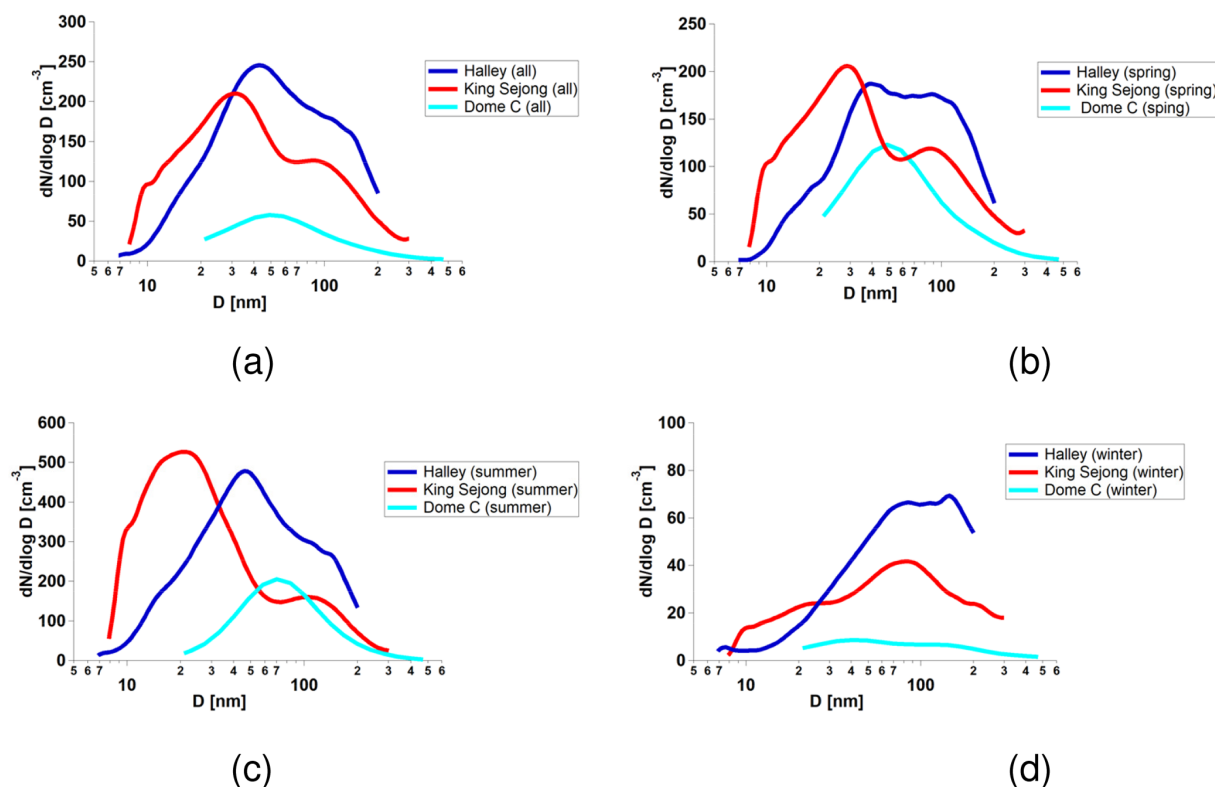 300
250
200
150
100
50
0
dN/dlog D [cm⁻³]
Halley (all)
King Sejong (all)
Dome C (all)
5 6 7 10 2 3 4 5 6 7 100 2 3 4 5 6
D [nm]
(a)
250
200
150
100
50
0
dN/dlog D [cm⁻³]
Halley (spring)
King Sejong (spring)
Dome C (sping)
5 6 7 10 2 3 4 5 6 7 100 2 3 4 5 6
D [nm]
(b)
600
500
400
300
200
100
0
dN/dlog D [cm⁻³]
Halley (summer)
King Sejong (summer)
Dome C (summer)
5 6 7 10 2 3 4 5 6 7 100 2 3 4 5 6
D [nm]
(c)
100
80
60
40
20
0
dN/dlog D [cm⁻³]
Halley (winter)
King Sejong (winter)
Dome C (winter)
5 6 7 10 2 3 4 5 6 7 100 2 3 4 5 6
D [nm]
(d)